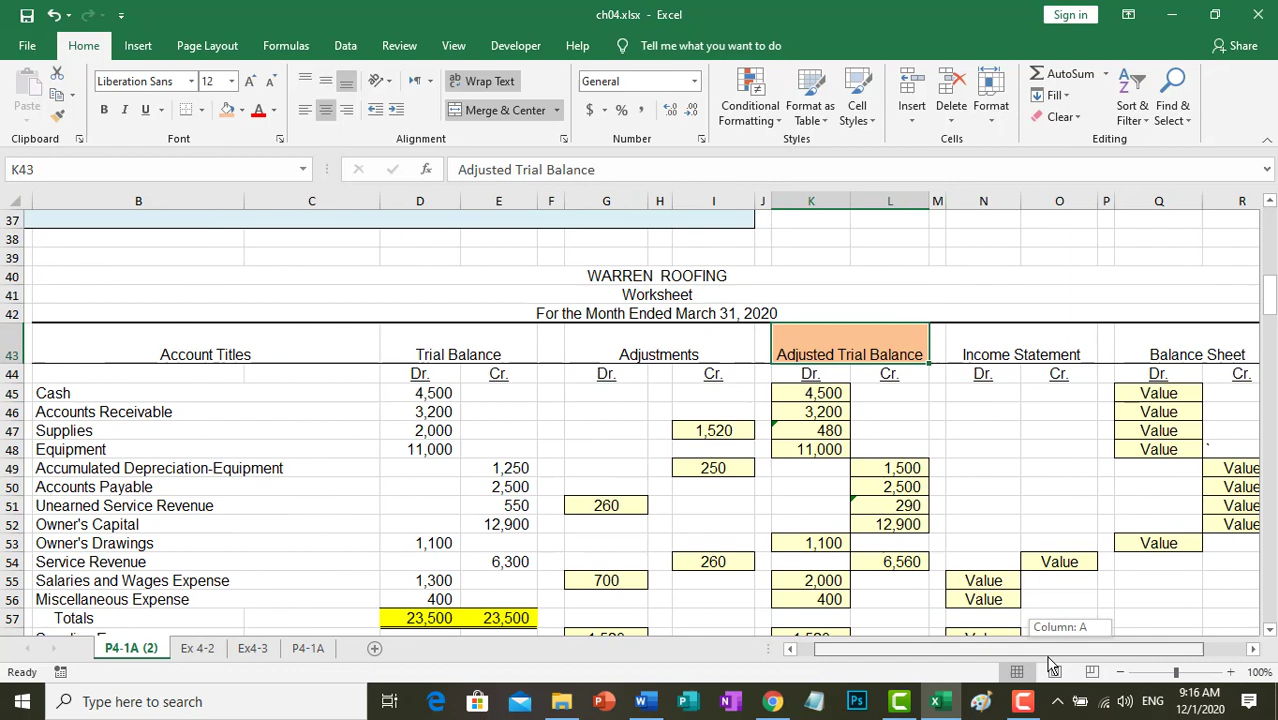 ch04.xlsx - Excel
Sign in
File Home Insert Page Layout Formulas Data Review View Developer Help Tell me what you want to do Share
Paste
Liberation Sans 12
B I U
Wrap Text
Merge & Center
General
$ %
Conditional Formatting
Format as Table
Cell Styles
Insert Delete Format
AutoSum
Fill
Clear
Sort & Filter
Find & Select
Clipboard Font Alignment Number Styles Cells Editing
K43 fx Adjusted Trial Balance
B C D E F G H I J K L M N O P Q R
37
38
39
40 WARREN ROOFING
41 Worksheet
42 For the Month Ended March 31, 2020
43 Account Titles Trial Balance Adjustments Adjusted Trial Balance Income Statement Balance Sheet
44 Dr. Cr. Dr. Cr. Dr. Cr. Dr. Cr. Dr. Cr.
45 Cash 4,500 4,500 Value
46 Accounts Receivable 3,200 3,200 Value
47 Supplies 2,000 1,520 480 Value
48 Equipment 11,000 11,000 Value `
49 Accumulated Depreciation-Equipment 1,250 250 1,500 Value
50 Accounts Payable 2,500 2,500 Value
51 Unearned Service Revenue 550 260 290 Value
52 Owner's Capital 12,900 12,900 Value
53 Owner's Drawings 1,100 1,100 Value
54 Service Revenue 6,300 260 6,560 Value
55 Salaries and Wages Expense 1,300 700 2,000 Value
56 Miscellaneous Expense 400 400 Value
57 Totals 23,500 23,500
Column: A
P4-1A (2) Ex 4-2 Ex4-3 P4-1A
Ready 100%
Type here to search
ENG
9:16 AM
12/1/2020